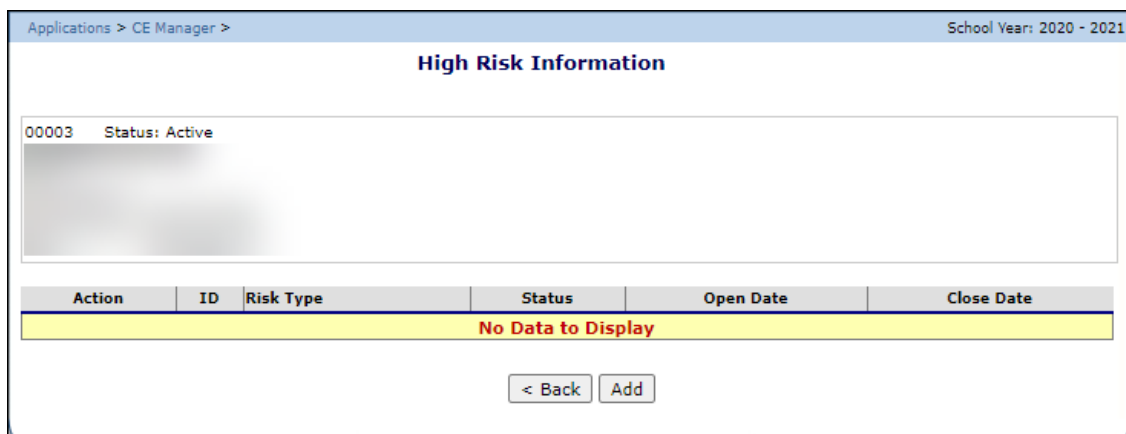 Applications > CE Manager > School Year: 2020 - 2021
High Risk Information
00003 Status: Active
Action ID Risk Type Status Open Date Close Date
No Data to Display
< Back Add